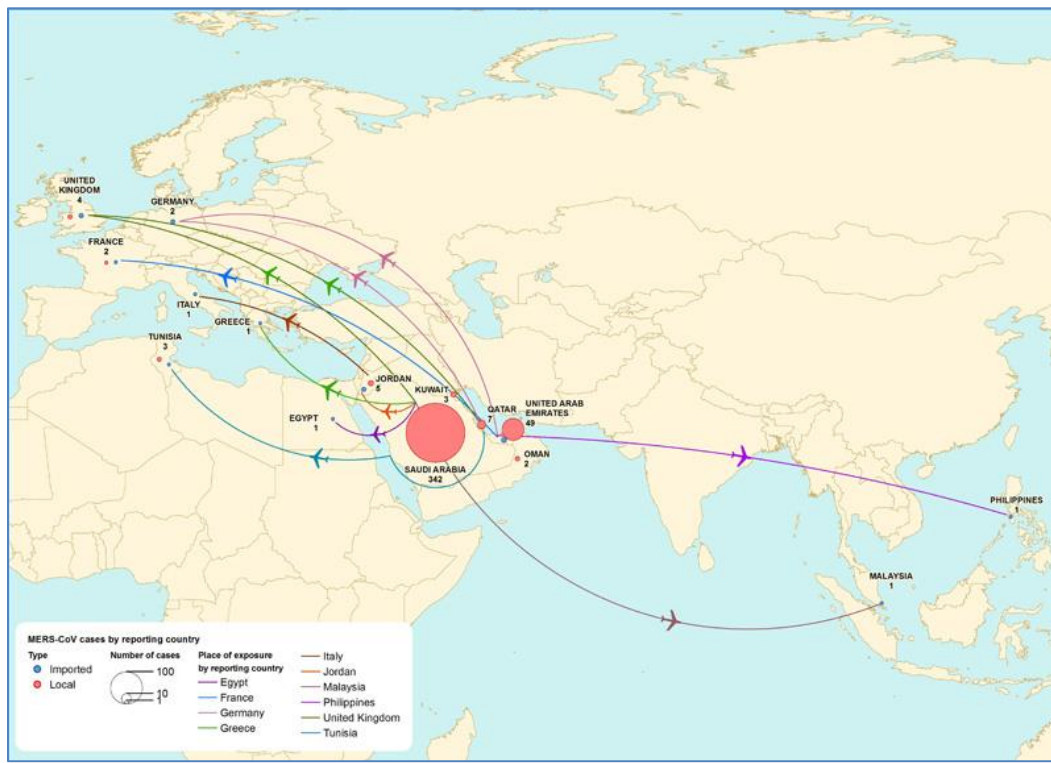 UNITED
KINGDOM
4
GERMANY
2
FRANCE
2
ITALY
1
GREECE
1
TUNISIA
3
JORDAN
5
KUWAIT
3
EGYPT
1
QATAR
7
UNITED ARAB
EMIRATES
49
OMAN
2
SAUDI ARABIA
342
PHILIPPINES
1
MALAYSIA
1
MERS-CoV cases by reporting country
Type
Imported
Local
Number of cases
100
10
1
Place of exposure
by reporting country
Egypt
France
Germany
Greece
Italy
Jordan
Malaysia
Philippines
United Kingdom
Tunisia